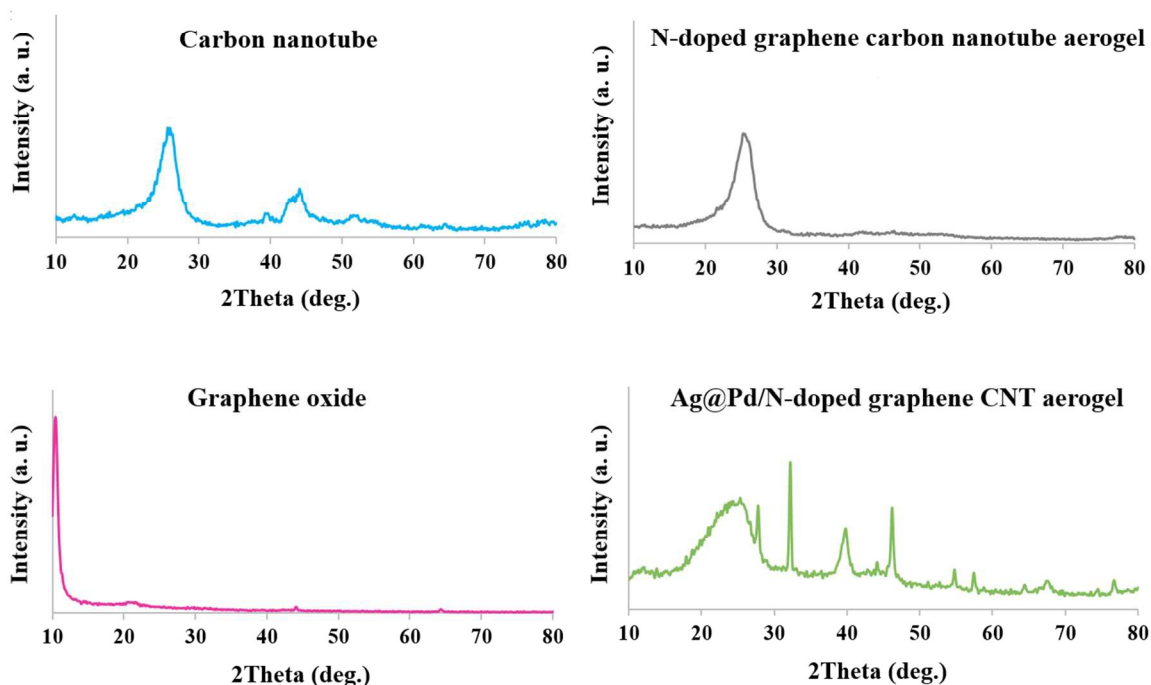 Carbon nanotube
Intensity (a. u.)
10 20 30 40 50 60 70 80
2Theta (deg.)
N-doped graphene carbon nanotube aerogel
Intensity (a. u.)
10 20 30 40 50 60 70 80
2Theta (deg.)
Graphene oxide
Intensity (a. u.)
10 20 30 40 50 60 70 80
2Theta (deg.)
Ag@Pd/N-doped graphene CNT aerogel
Intensity (a. u.)
10 20 30 40 50 60 70 80
2Theta (deg.)